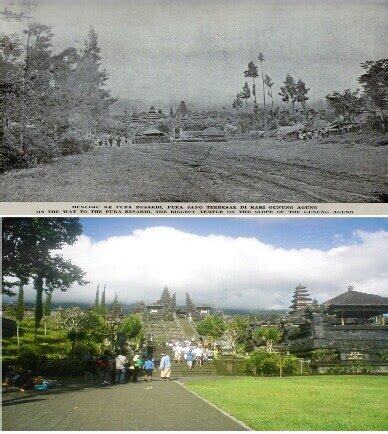 MENUDJU KE PURA BESAKIH, PURA JANG TERBESAR DI KAKI GUNUNG AGUNG
ON THE WAY TO THE PURA BESAKIH, THE BIGGEST TEMPLE ON THE SLOPE OF THE GUNUNG AGUNG